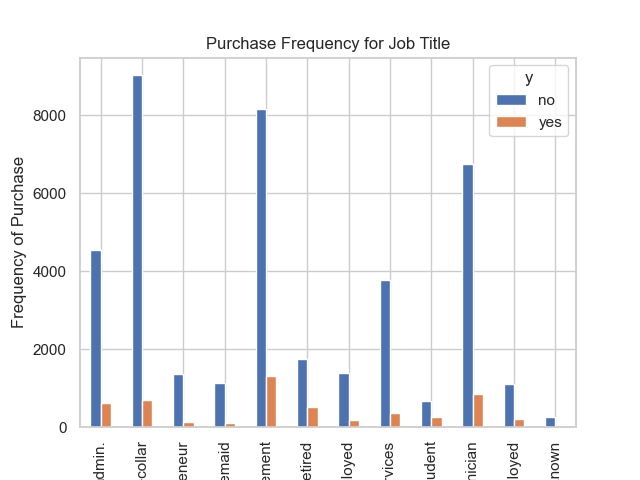 Purchase Frequency for Job Title
y
no
yes
Frequency of Purchase
8000
6000
4000
2000
0
dmin.
collar
eneur
emaid
ement
etired
loyed
vices
udent
nician
loyed
nown